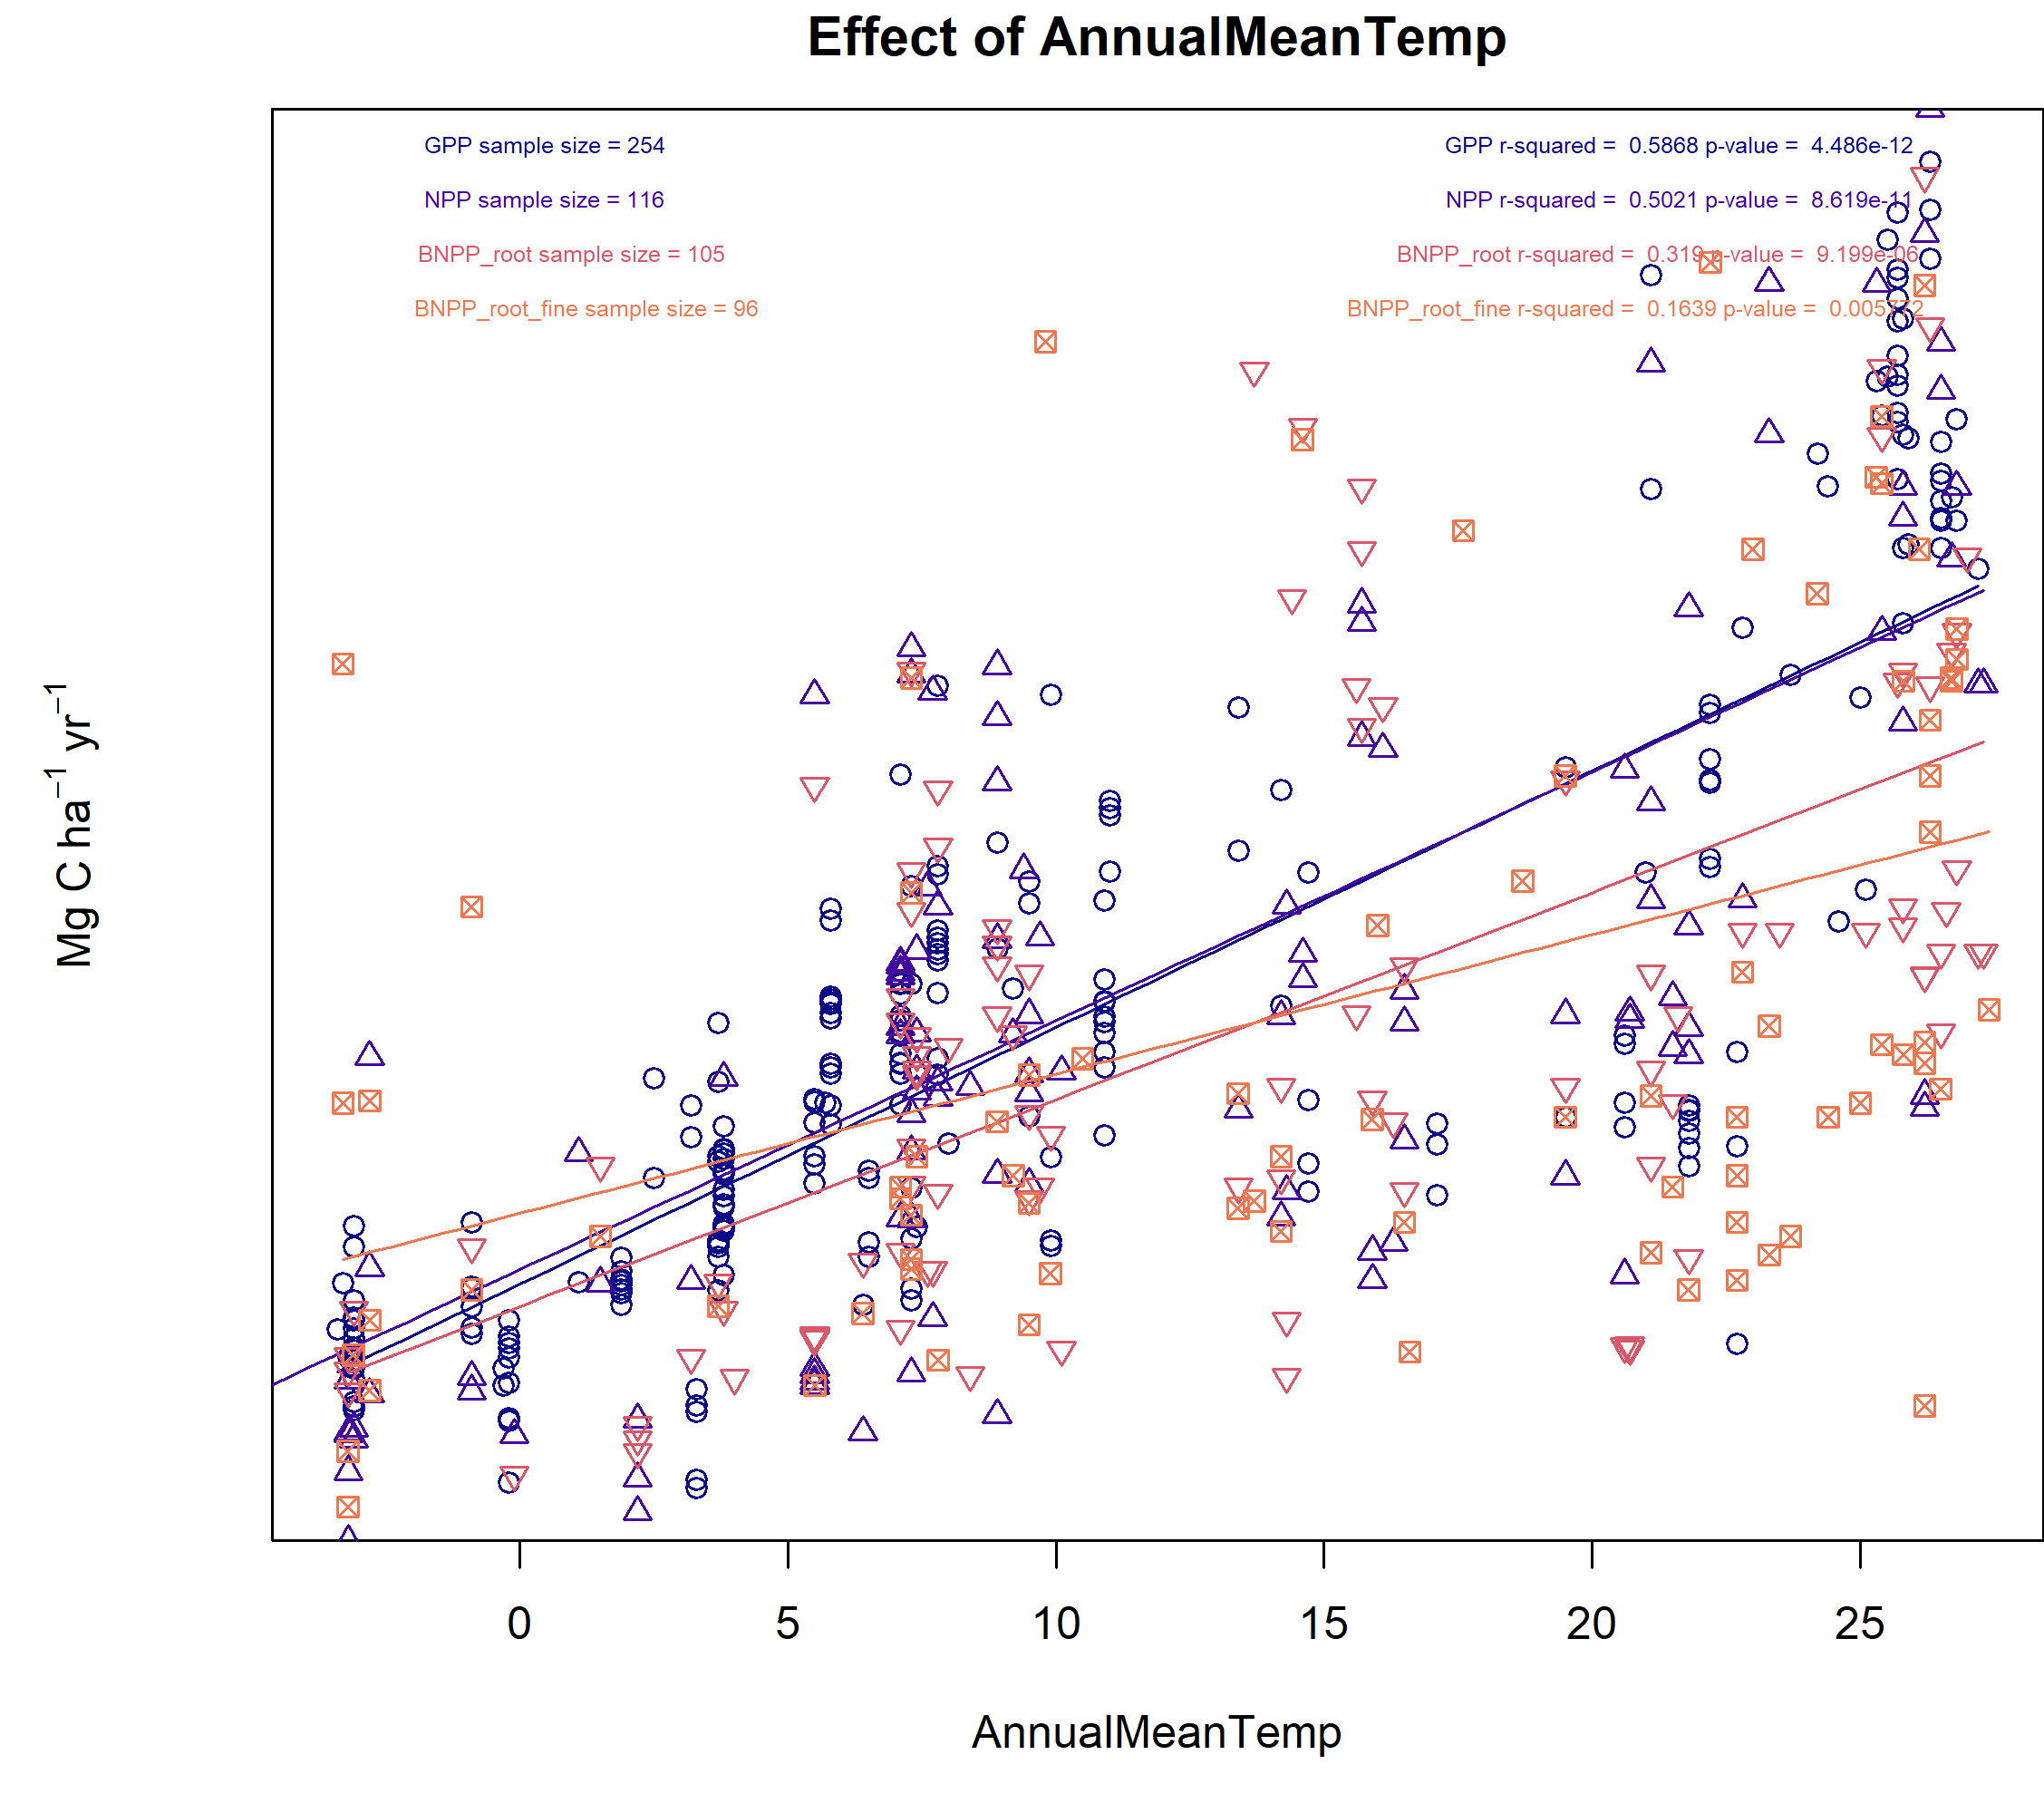 Effect of AnnualMeanTemp
GPP sample size = 254
GPP r-squared = 0.5868 p-value = 4.486e-12
NPP sample size = 116
NPP r-squared = 0.5021 p-value = 8.619e-11
BNPP_root sample size = 105
BNPP_root r-squared = 0.319 p-value = 9.199e-06
BNPP_root_fine sample size = 96
BNPP_root_fine r-squared = 0.1639 p-value = 0.005772
Mg C ha⁻¹ yr⁻¹
0 5 10 15 20 25
AnnualMeanTemp